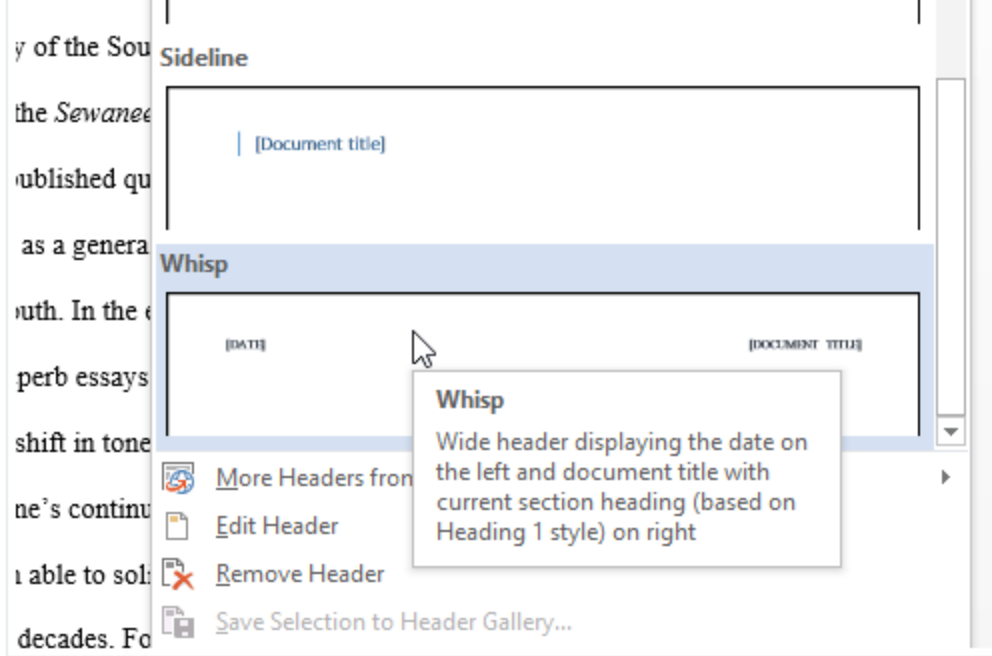 y of the Sou
Sideline
the Sewanee
[Document title]
ublished qu
as a genera
Whisp
outh. In the e
[DATE] [DOCUMENT TITLE]
perb essays
Whisp
Wide header displaying the date on
shift in tone
the left and document title with
More Headers from
current section heading (based on
ne’s continu
Edit Header
Heading 1 style) on right
able to sol
Remove Header
Save Selection to Header Gallery...
decades. Fo